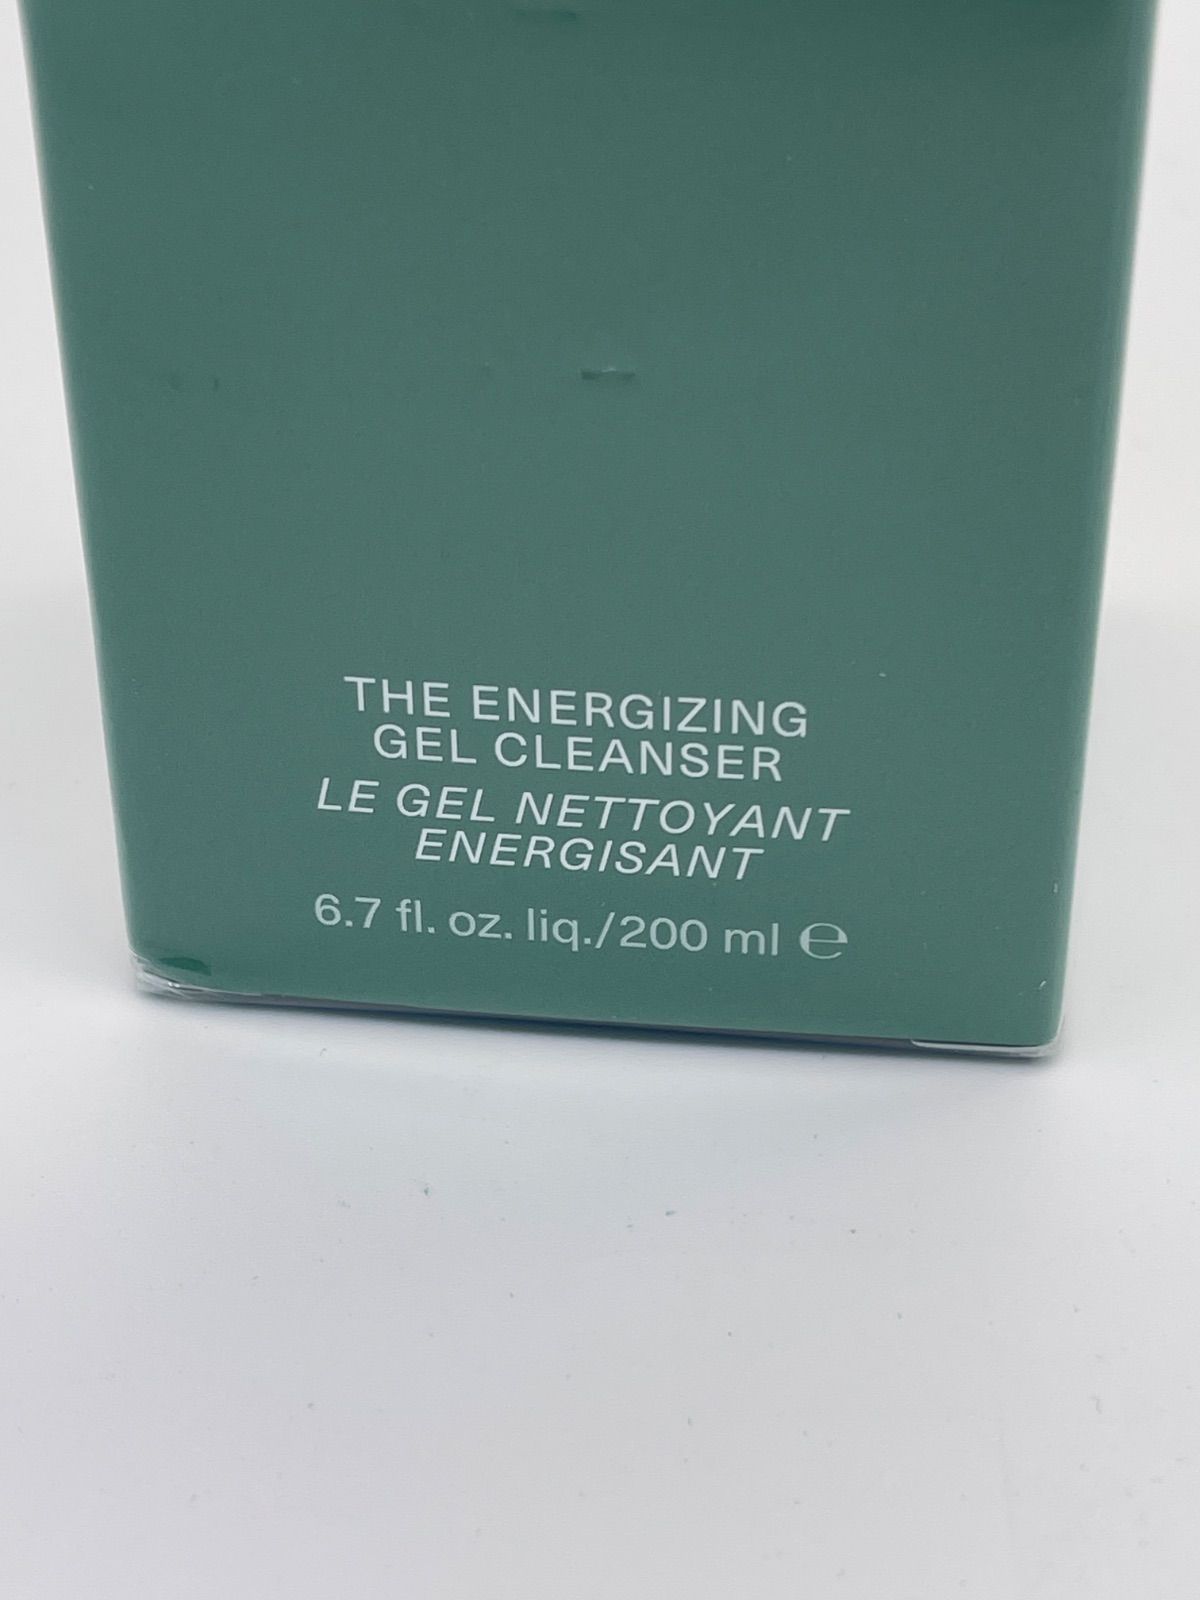 THE ENERGIZING
GEL CLEANSER
LE GEL NETTOYANT
ENERGISANT
6.7 fl. oz. liq./200 ml ℮